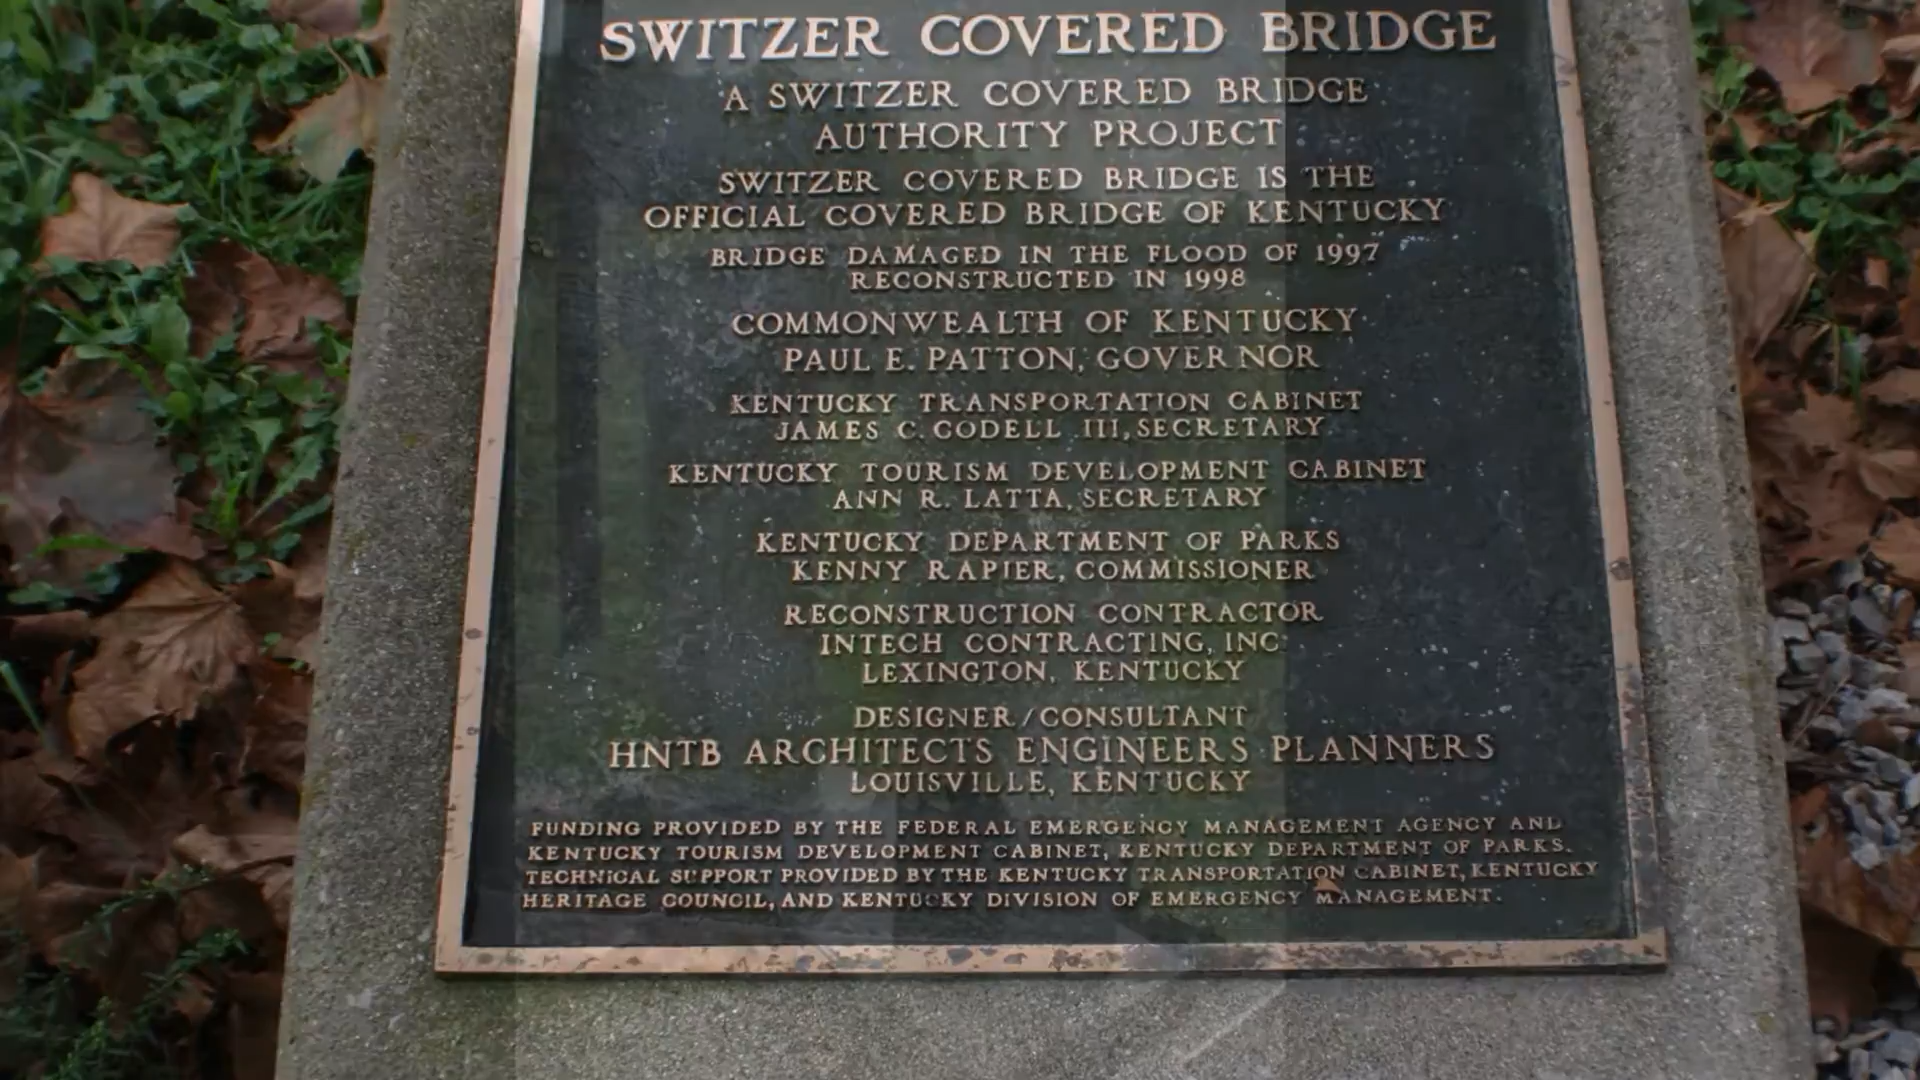 SWITZER COVERED BRIDGE
A SWITZER COVERED BRIDGE
AUTHORITY PROJECT
SWITZER COVERED BRIDGE IS THE
OFFICIAL COVERED BRIDGE OF KENTUCKY
BRIDGE DAMAGED IN THE FLOOD OF 1997
RECONSTRUCTED IN 1998
COMMONWEALTH OF KENTUCKY
PAUL E. PATTON, GOVERNOR
KENTUCKY TRANSPORTATION CABINET
JAMES C. CODELL III, SECRETARY
KENTUCKY TOURISM DEVELOPMENT CABINET
ANN R. LATTA, SECRETARY
KENTUCKY DEPARTMENT OF PARKS
KENNY RAPIER, COMMISSIONER
RECONSTRUCTION CONTRACTOR
INTECH CONTRACTING, INC.
LEXINGTON, KENTUCKY
DESIGNER/CONSULTANT
HNTB ARCHITECTS ENGINEERS PLANNERS
LOUISVILLE, KENTUCKY
FUNDING PROVIDED BY THE FEDERAL EMERGENCY MANAGEMENT AGENCY AND
KENTUCKY TOURISM DEVELOPMENT CABINET, KENTUCKY DEPARTMENT OF PARKS.
TECHNICAL SUPPORT PROVIDED BY THE KENTUCKY TRANSPORTATION CABINET, KENTUCKY
HERITAGE COUNCIL, AND KENTUCKY DIVISION OF EMERGENCY MANAGEMENT.